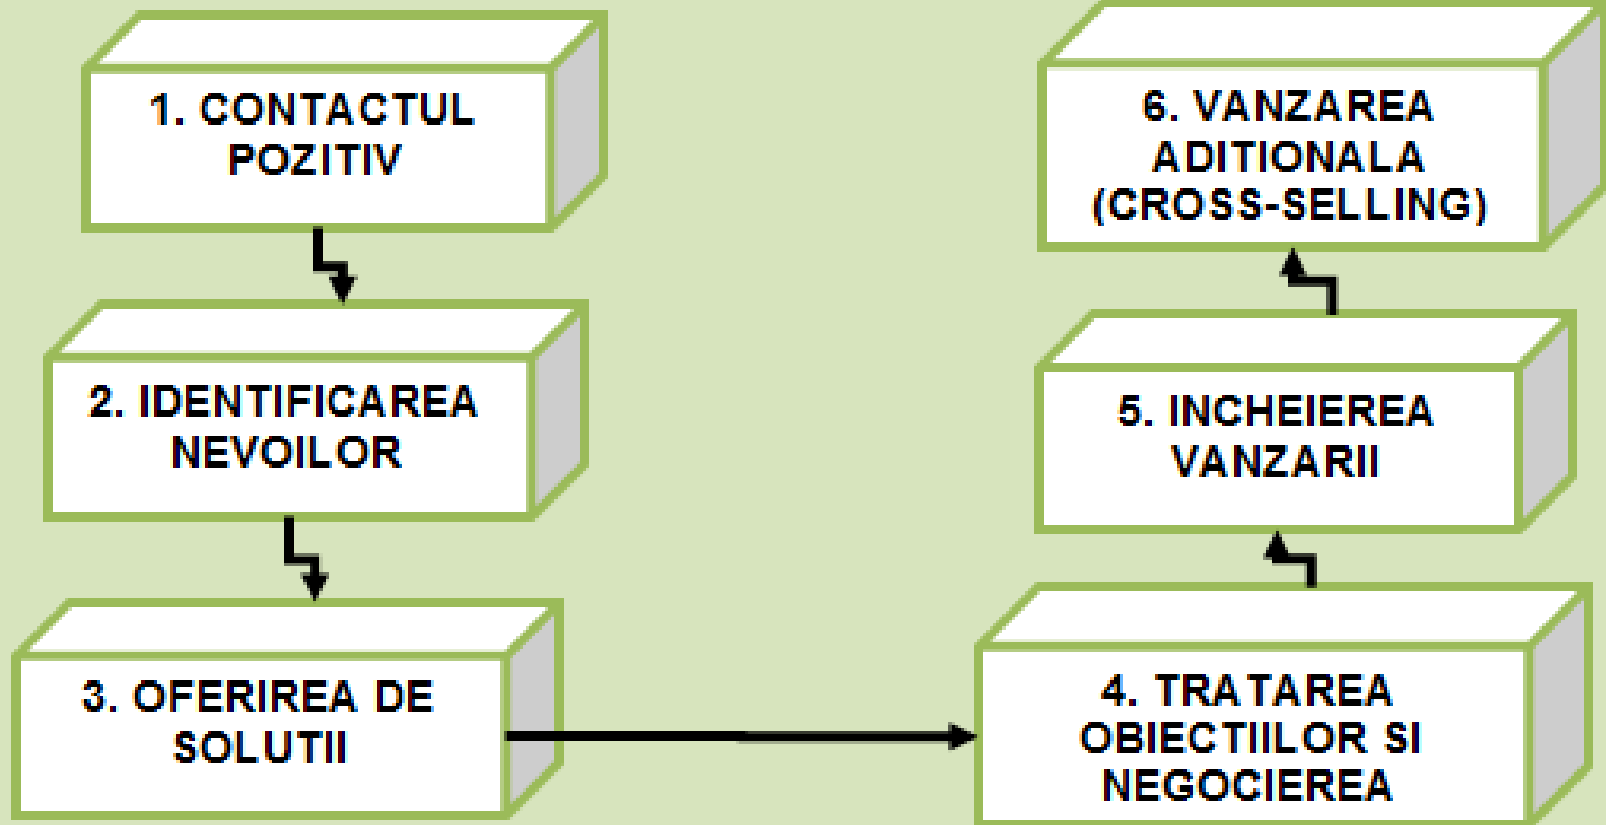 1. CONTACTUL
POZITIV
2. IDENTIFICAREA
NEVOILOR
3. OFERIREA DE
SOLUTII
4. TRATAREA
OBIECTIILOR SI
NEGOCIEREA
5. INCHEIEREA
VANZARII
6. VANZAREA
ADITIONALA
(CROSS-SELLING)